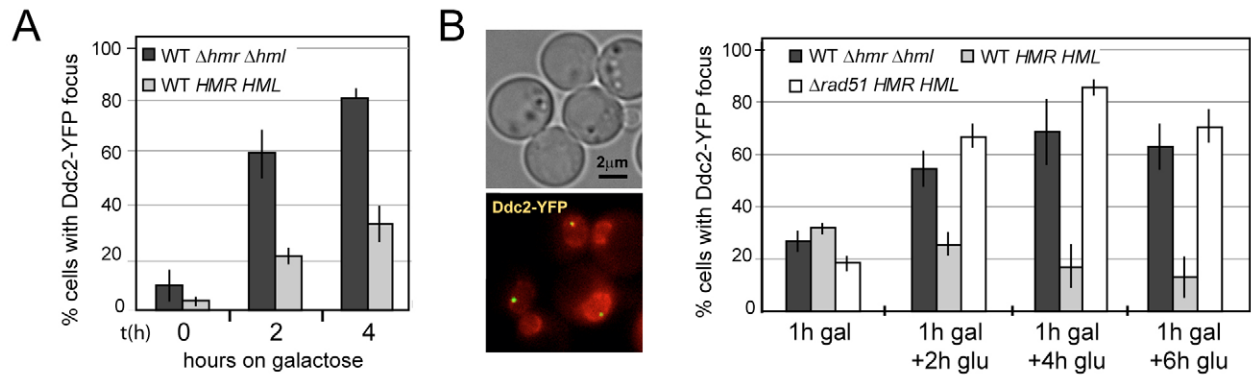 A
% cells with Ddc2-YFP focus
100
80
60
40
20
0
WT Δhmr Δhml
WT HMR HML
t(h) 0 2 4
hours on galactose
B
2μm
Ddc2-YFP
% cells with Ddc2-YFP focus
100
80
60
40
20
0
WT Δhmr Δhml WT HMR HML
Δrad51 HMR HML
1h gal 1h gal 1h gal 1h gal
+2h glu +4h glu +6h glu